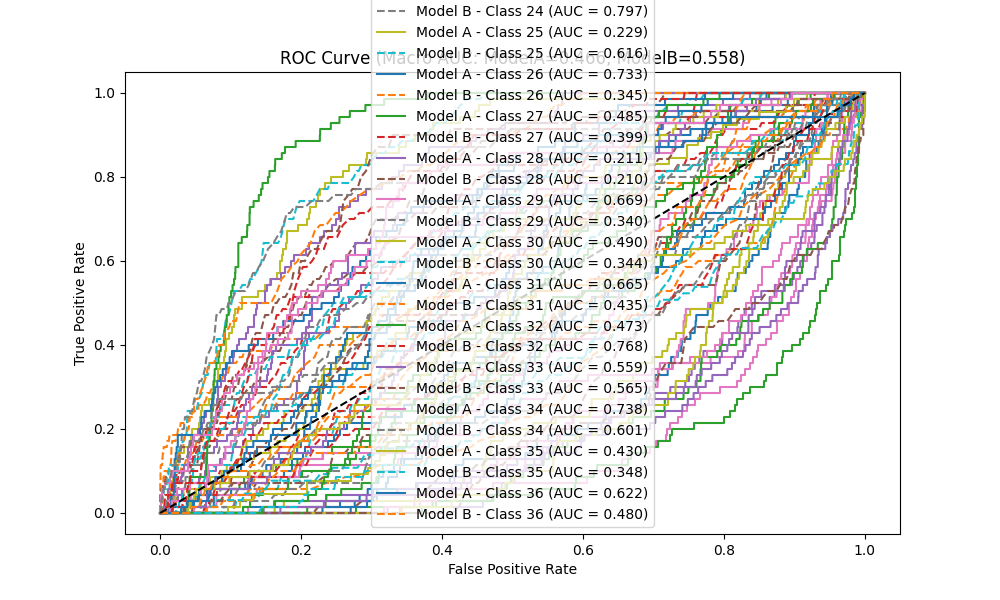 Model B - Class 24 (AUC = 0.797)
Model A - Class 25 (AUC = 0.229)
ROC Curve (Macro AUC: ModelA=0.466, ModelB=0.558)
Model B - Class 25 (AUC = 0.616)
Model A - Class 26 (AUC = 0.733)
Model B - Class 26 (AUC = 0.345)
Model A - Class 27 (AUC = 0.485)
Model B - Class 27 (AUC = 0.399)
Model A - Class 28 (AUC = 0.211)
Model B - Class 28 (AUC = 0.210)
Model A - Class 29 (AUC = 0.669)
Model B - Class 29 (AUC = 0.340)
Model A - Class 30 (AUC = 0.490)
Model B - Class 30 (AUC = 0.344)
Model A - Class 31 (AUC = 0.665)
Model B - Class 31 (AUC = 0.435)
Model A - Class 32 (AUC = 0.473)
Model B - Class 32 (AUC = 0.768)
Model A - Class 33 (AUC = 0.559)
Model B - Class 33 (AUC = 0.565)
Model A - Class 34 (AUC = 0.738)
Model B - Class 34 (AUC = 0.601)
Model A - Class 35 (AUC = 0.430)
Model B - Class 35 (AUC = 0.348)
Model A - Class 36 (AUC = 0.622)
Model B - Class 36 (AUC = 0.480)
True Positive Rate
1.0
0.8
0.6
0.4
0.2
0.0
0.0 0.2 0.4 0.6 0.8 1.0
False Positive Rate